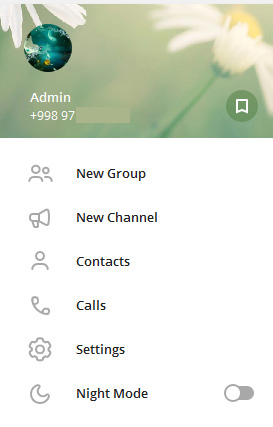 Admin
+998 97
New Group
New Channel
Contacts
Calls
Settings
Night Mode